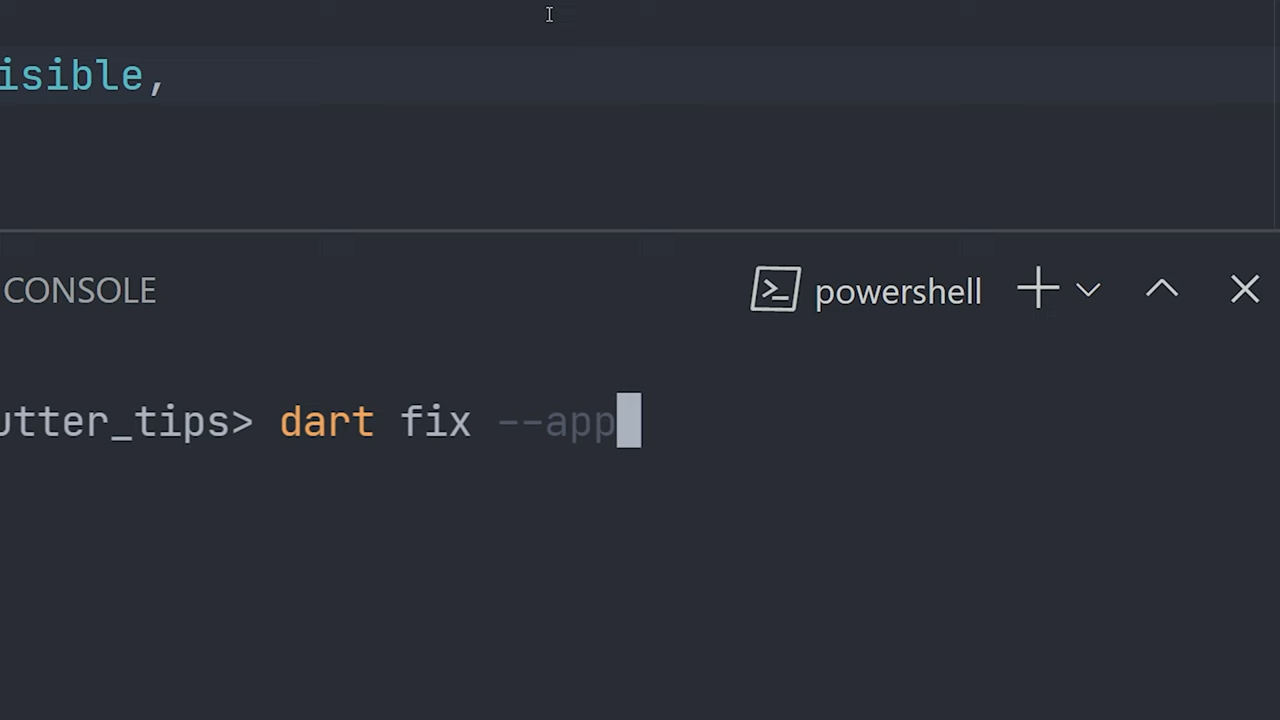 isible,
CONSOLE
powershell
utter_tips> dart fix --app